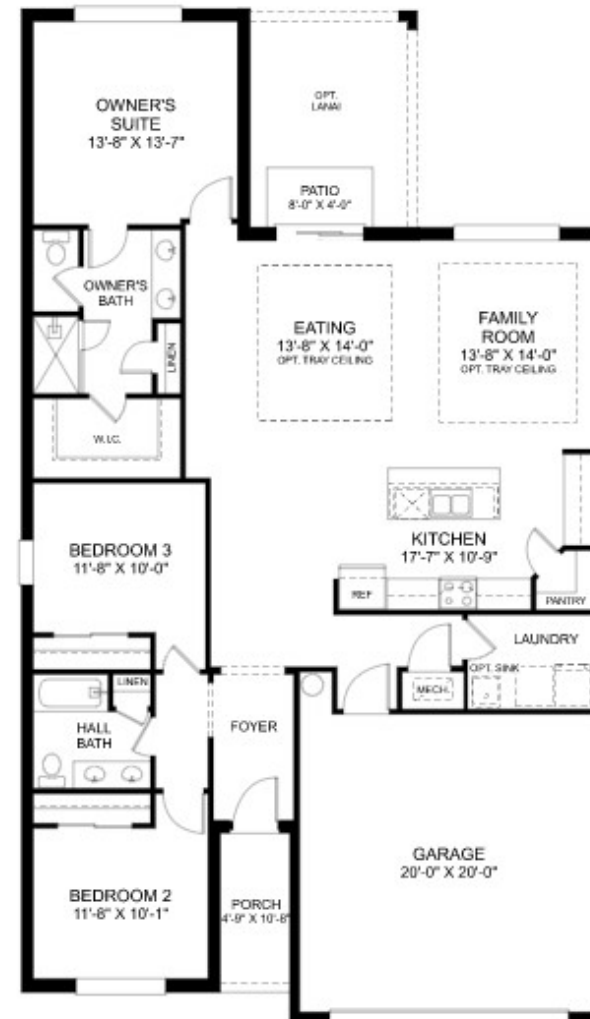 OWNER'S
SUITE
13'-8" X 13'-7"
OPT.
LANAI
PATIO
8'-0" X 4'-0"
OWNER'S
BATH
LINEN
W.I.C.
EATING
13'-8" X 14'-0"
OPT. TRAY CEILING
FAMILY
ROOM
13'-8" X 14'-0"
OPT. TRAY CEILING
KITCHEN
17'-7" X 10'-9"
REF
PANTRY
BEDROOM 3
11'-8" X 10'-0"
LAUNDRY
OPT. SINK
MECH.
LINEN
HALL
BATH
FOYER
GARAGE
20'-0" X 20'-0"
BEDROOM 2
11'-8" X 10'-1"
PORCH
4'-9" X 10'-8"